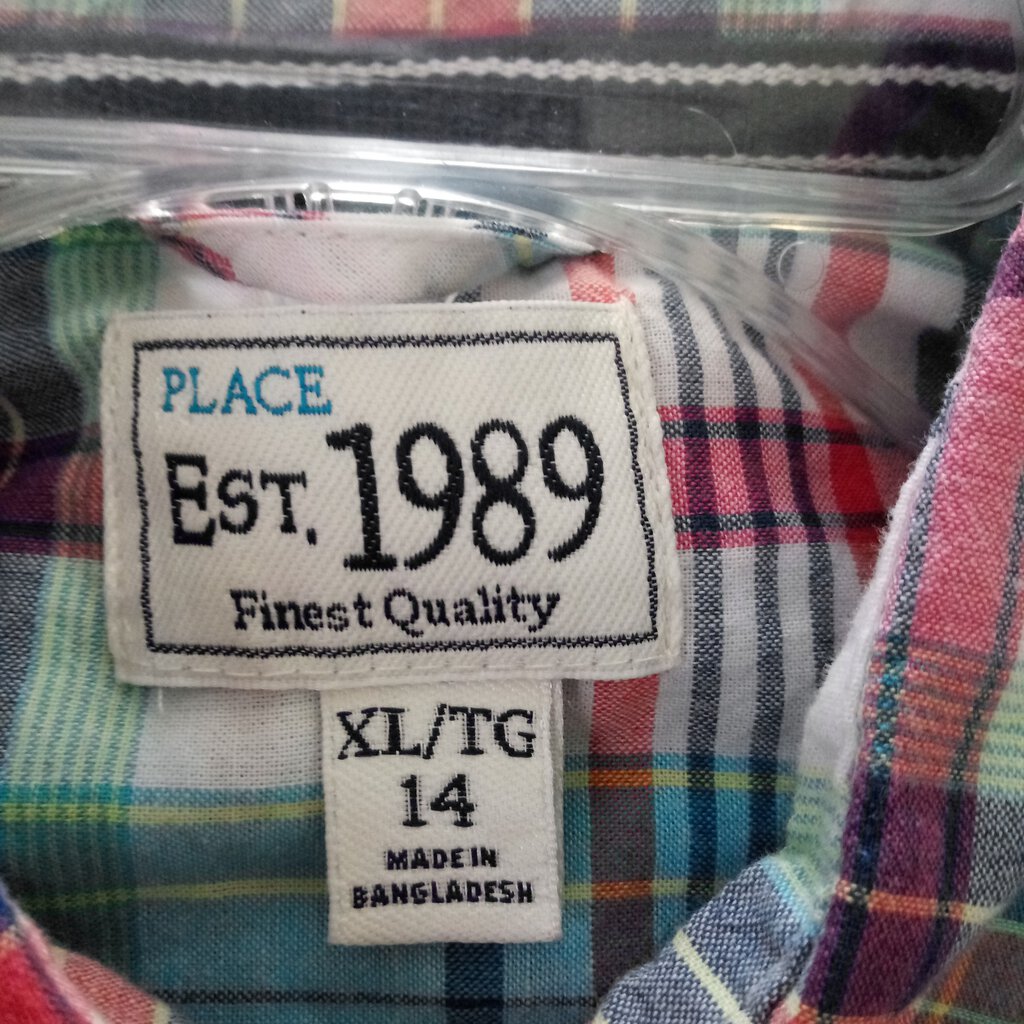 PLACE
EST. 1989
Finest Quality
XL/TG
14
MADE IN
BANGLADESH